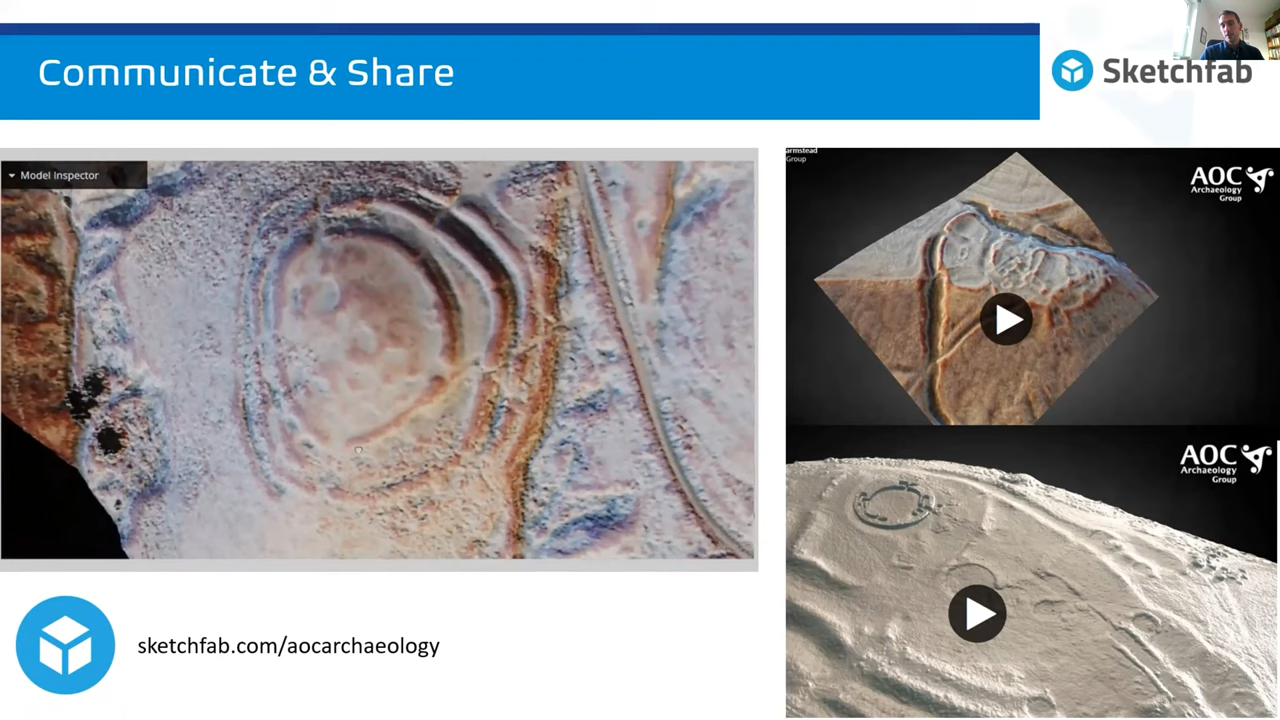 Communicate & Share
Sketchfab
Model Inspector
armstead
Group
AOC
Archaeology
Group
AOC
Archaeology
Group
sketchfab.com/aocarchaeology